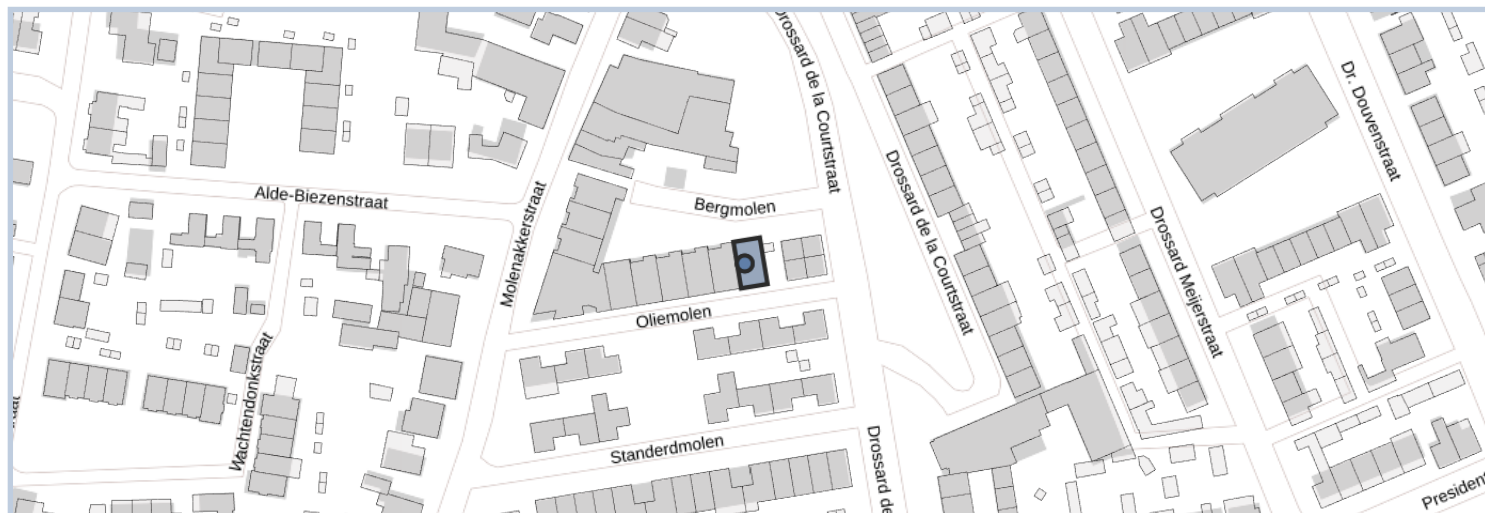 Drossard de la Courtstraat
Dr. Douvenstraat
Alde-Biezenstraat
Bergmolen
Molenakkerstraat
Drossard de la Courtstraat
Drossard Meijerstraat
Oliemolen
Wachtendonkstraat
Standerdmolen
Drossard de
President